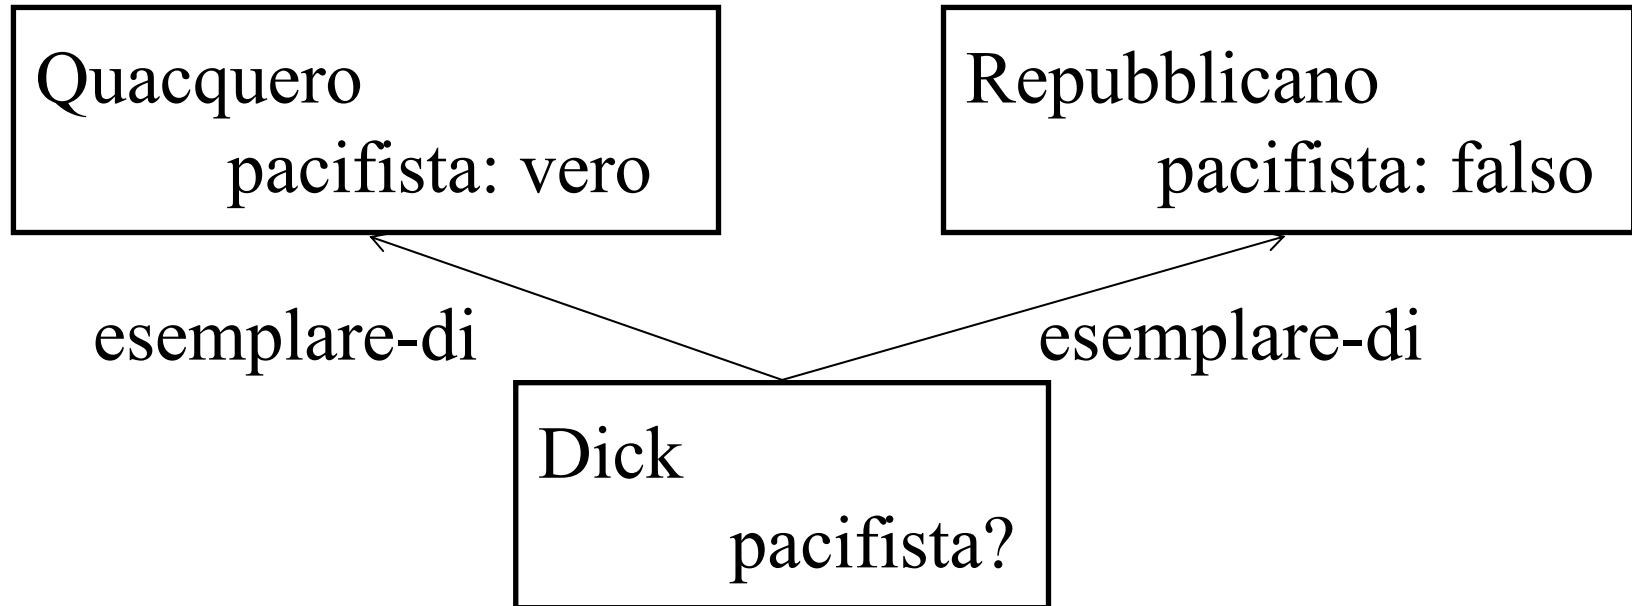 Quacquero
pacifista: vero
Repubblicano
pacifista: falso
esemplare-di
esemplare-di
Dick
pacifista?